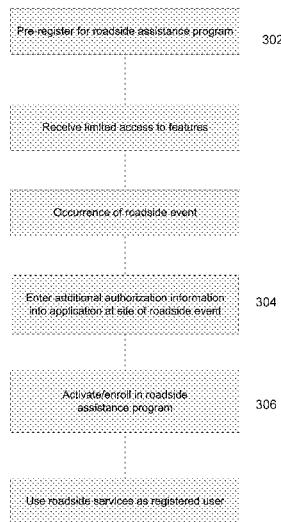 Pre-register for roadside assistance program
302
Receive limited access to features
Occurrence of roadside event
Enter additional authorization information
into application at site of roadside event
304
Activate/enroll in roadside
assistance program
306
Use roadside services as registered user